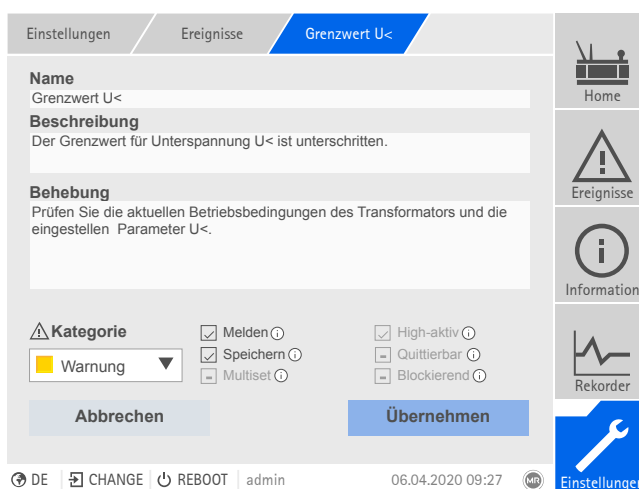 Einstellungen Ereignisse Grenzwert U<
Name
Grenzwert U<
Beschreibung
Der Grenzwert für Unterspannung U< ist unterschritten.
Behebung
Prüfen Sie die aktuellen Betriebsbedingungen des Transformators und die
eingestellen Parameter U<.
Kategorie
Warnung
Melden
Speichern
Multiset
High-aktiv
Quittierbar
Blockierend
Abbrechen Übernehmen
DE CHANGE REBOOT admin 06.04.2020 09:27 MR
Home
Ereignisse
Information
Rekorder
Einstellungen